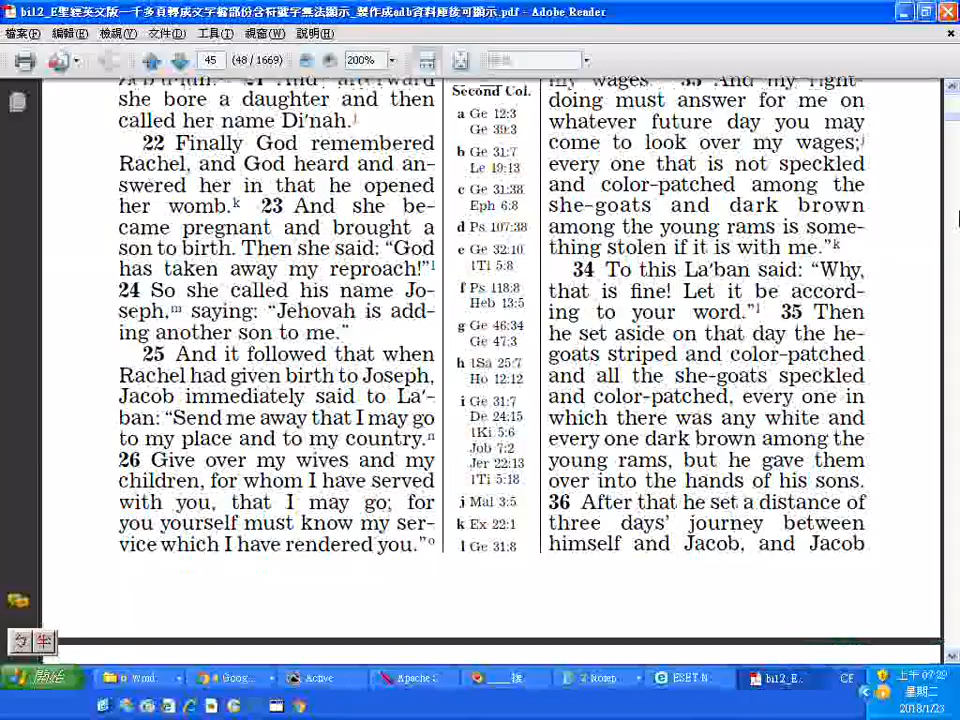 bi12_E聖經英文版─千多頁轉成文字檔部份含符號字無法顯示_製作成adb資料庫後可顯示.pdf - Adobe Reader
檔案(F) 編輯(E) 檢視(V) 文件(D) 工具(T) 視窗(W) 說明(H)
45 (48 / 1669) 200%
21 And afterward
she bore a daughter and then
called her name Di′nah.j
22 Finally God remembered
Rachel, and God heard and an-
swered her in that he opened
her womb.k 23 And she be-
came pregnant and brought a
son to birth. Then she said: “God
has taken away my reproach!”l
24 So she called his name Jo-
seph,m saying: “Jehovah is add-
ing another son to me.”
25 And it followed that when
Rachel had given birth to Joseph,
Jacob immediately said to La′-
ban: “Send me away that I may go
to my place and to my country.n
26 Give over my wives and my
children, for whom I have served
with you, that I may go; for
you yourself must know my ser-
vice which I have rendered you.”o
Second Col.
a Ge 12:3
Ge 39:3
b Ge 31:7
Le 19:13
c Ge 31:38
Eph 6:8
d Ps 107:38
e Ge 32:10
1Ti 5:8
f Ps 118:8
Heb 13:5
g Ge 46:34
Ge 47:3
h 1Sa 25:7
Ho 12:12
i Ge 31:7
De 24:15
1Ki 5:6
Job 7:2
Jer 22:13
1Ti 5:18
j Mal 3:5
k Ex 22:1
l Ge 31:8
my wages. 33 And my right-
doing must answer for me on
whatever future day you may
come to look over my wages;j
every one that is not speckled
and color-patched among the
she-goats and dark brown
among the young rams is some-
thing stolen if it is with me.”k
34 To this La′ban said: “Why,
that is fine! Let it be accord-
ing to your word.”l 35 Then
he set aside on that day the he-
goats striped and color-patched
and all the she-goats speckled
and color-patched, every one in
which there was any white and
every one dark brown among the
young rams, but he gave them
over into the hands of his sons.
36 After that he set a distance of
three days’ journey between
himself and Jacob, and Jacob
ㄅ 半
開始 Goog... Active Apache 2-Notep ESET N bi12_E... CE
上午 07:29
星期二
2018/1/23